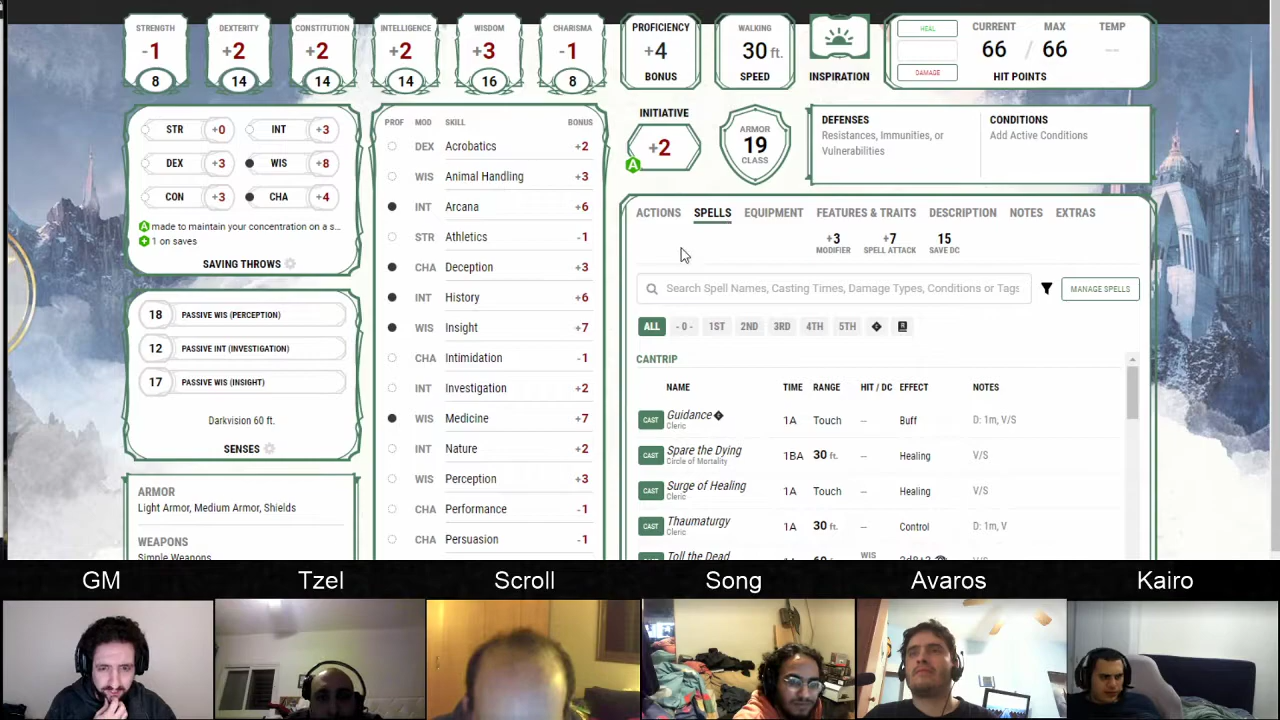 STRENGTH
-1
8
DEXTERITY
+2
14
CONSTITUTION
+2
14
INTELLIGENCE
+2
14
WISDOM
+3
16
CHARISMA
-1
8
PROFICIENCY
+4
BONUS
WALKING
30 ft.
SPEED
INSPIRATION
HEAL
DAMAGE
CURRENT MAX TEMP
66 / 66 --
HIT POINTS
STR +0 INT +3
DEX +3 WIS +8
CON +3 CHA +4
A made to maintain your concentration on a s...
1 on saves
SAVING THROWS
18 PASSIVE WIS (PERCEPTION)
12 PASSIVE INT (INVESTIGATION)
17 PASSIVE WIS (INSIGHT)
Darkvision 60 ft.
SENSES
ARMOR
Light Armor, Medium Armor, Shields
WEAPONS
Simple Weapons
PROF MOD SKILL BONUS
DEX Acrobatics +2
WIS Animal Handling +3
INT Arcana +6
STR Athletics -1
CHA Deception +3
INT History +6
WIS Insight +7
CHA Intimidation -1
INT Investigation +2
WIS Medicine +7
INT Nature +2
WIS Perception +3
CHA Performance -1
CHA Persuasion -1
INITIATIVE
+2
A
ARMOR
19
CLASS
DEFENSES
Resistances, Immunities, or
Vulnerabilities
CONDITIONS
Add Active Conditions
ACTIONS SPELLS EQUIPMENT FEATURES & TRAITS DESCRIPTION NOTES EXTRAS
+3 +7 15
MODIFIER SPELL ATTACK SAVE DC
Search Spell Names, Casting Times, Damage Types, Conditions or Tags
MANAGE SPELLS
ALL - 0 - 1ST 2ND 3RD 4TH 5TH
CANTRIP
NAME TIME RANGE HIT / DC EFFECT NOTES
CAST Guidance 1A Touch -- Buff D: 1m, V/S
Cleric
CAST Spare the Dying 1BA 30 ft. -- Healing V/S
Circle of Mortality
CAST Surge of Healing 1A Touch -- Healing V/S
Cleric
CAST Thaumaturgy 1A 30 ft. -- Control D: 1m, V
Cleric
Toll the Dead WIS
GM Tzel Scroll Song Avaros Kairo